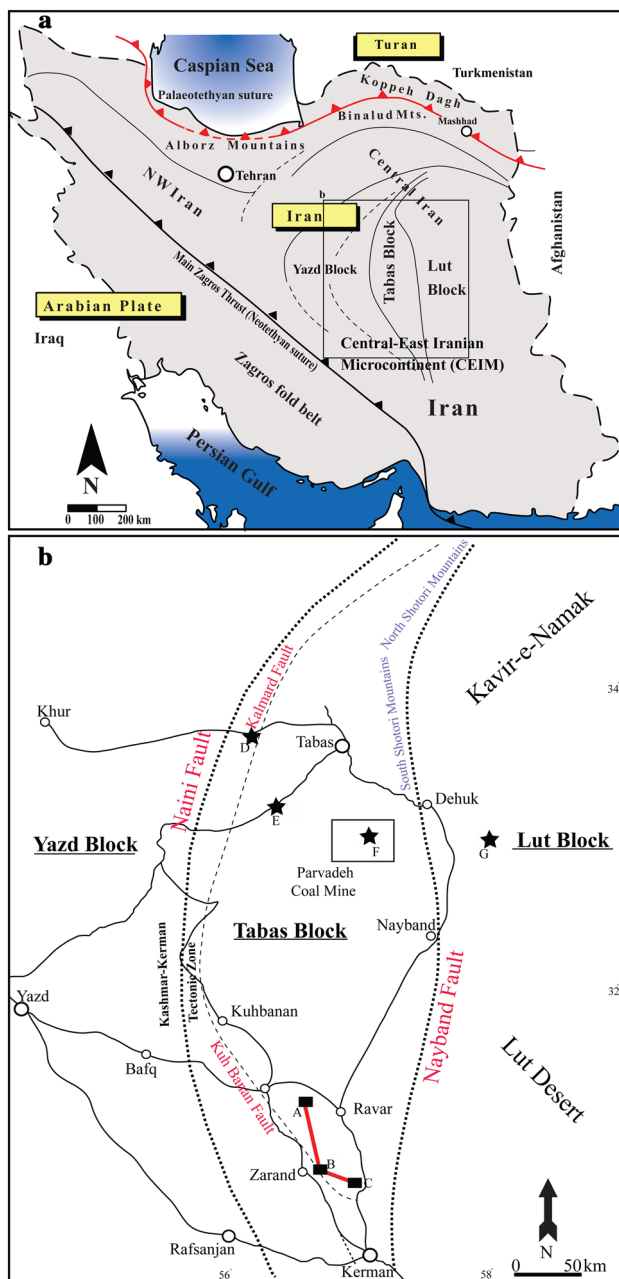 a
Turan
Caspian Sea
Turkmenistan
Palaeotethyan suture
Koppeh Dagh
Binalud Mts.
Mashhad
Alborz Mountains
Tehran
NW Iran
Central Iran
b
Iran
Afghanistan
Yazd Block
Tabas Block
Lut
Block
Main Zagros Thrust (Neotethyan suture)
Arabian Plate
Iraq
Central-East Iranian
Microcontinent (CEIM)
Zagros fold belt
Iran
Persian Gulf
N
0 100 200 km
b
North Shotori Mountains
Kavir-e-Namak
34
Khur
Kalmard Fault
D
Tabas
South Shotori Mountains
Naini Fault
Dehuk
E
Yazd Block
F
G
Lut Block
Parvadeh
Coal Mine
Tabas Block
Nayband
Kashmar-Kerman
Tectonic Zone
32
Yazd
Kuhbanan
Nayband Fault
Lut Desert
Bafq
Kuh Banan Fault
A
Ravar
B
Zarand
C
Rafsanjan
N
56'
Kerman
58'
0 50 km